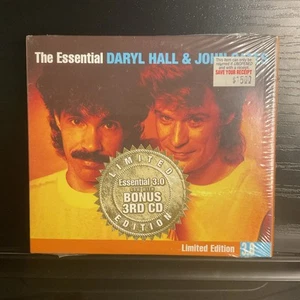 The Essential DARYL HALL & JOHN OATES
SAVE YOUR RECEIPT
LIMITED
Essential 3.0
BONUS
3RD CD
EDITION
Limited Edition 3.0